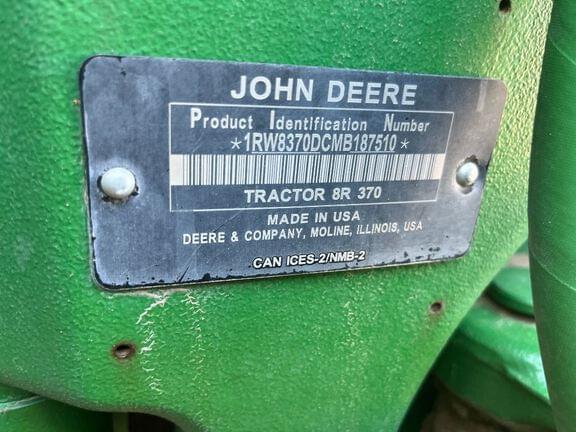 JOHN DEERE
Product Identification Number
*1RW8370DCMB187510*
TRACTOR 8R 370
MADE IN USA
DEERE & COMPANY, MOLINE, ILLINOIS, USA
CAN ICES-2/NMB-2